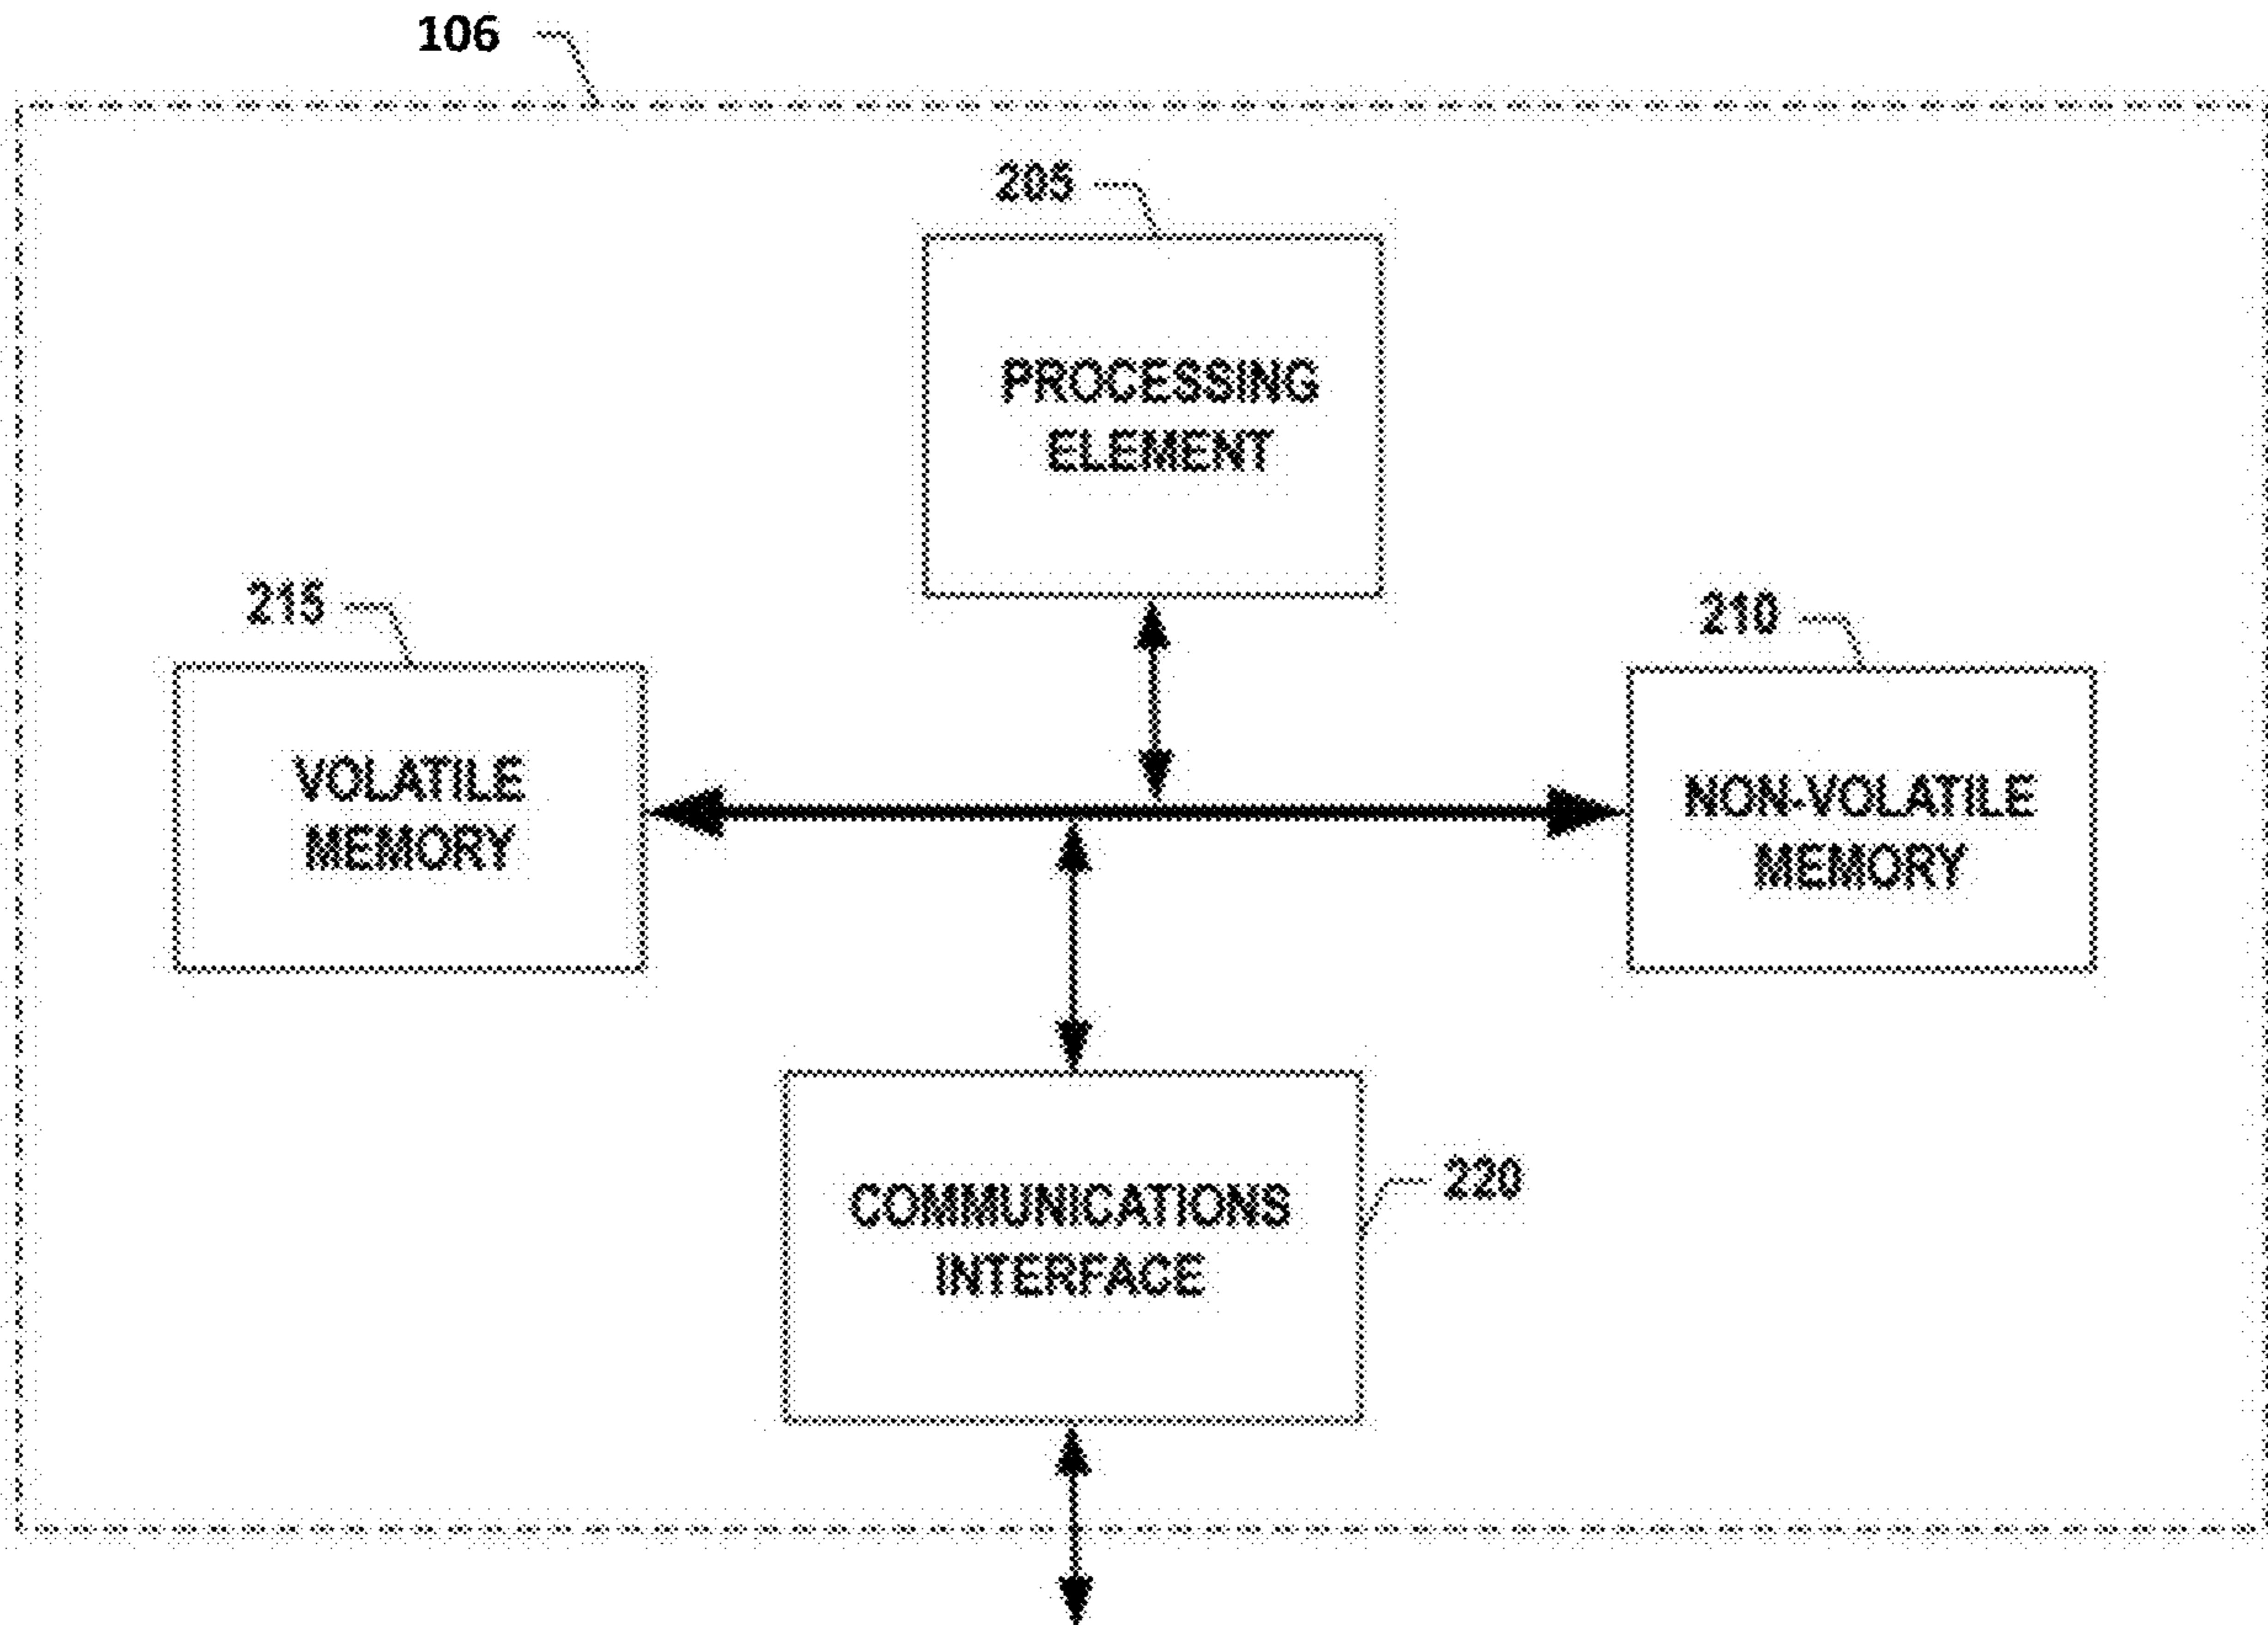 106
205
PROCESSING
ELEMENT
215
210
VOLATILE
MEMORY
NON-VOLATILE
MEMORY
220
COMMUNICATIONS
INTERFACE